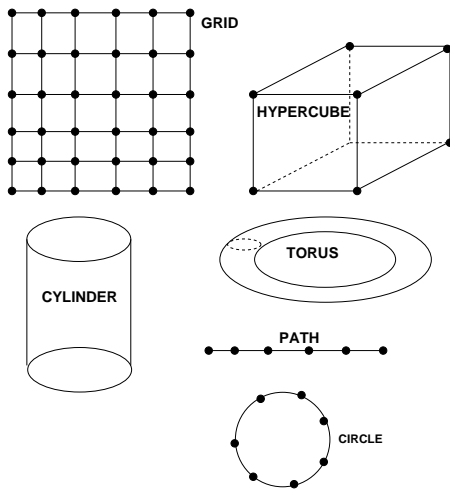 GRID
HYPERCUBE
CYLINDER
TORUS
PATH
CIRCLE